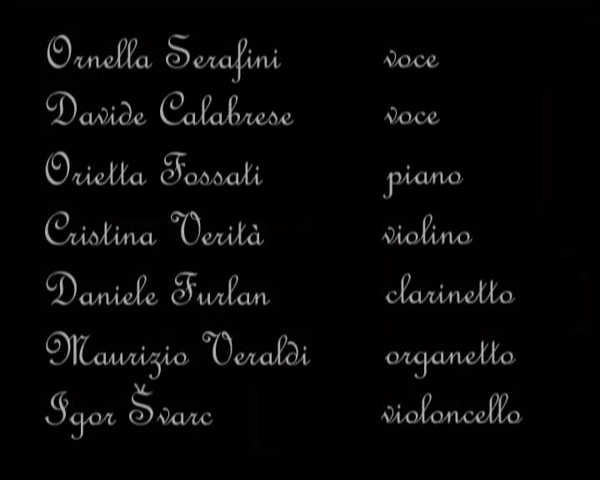 Ornella Serafini voce
Davide Calabrese voce
Orietta Fossati piano
Cristina Verità violino
Daniele Furlan clarinetto
Maurizio Veraldi organetto
Igor Švarc violoncello